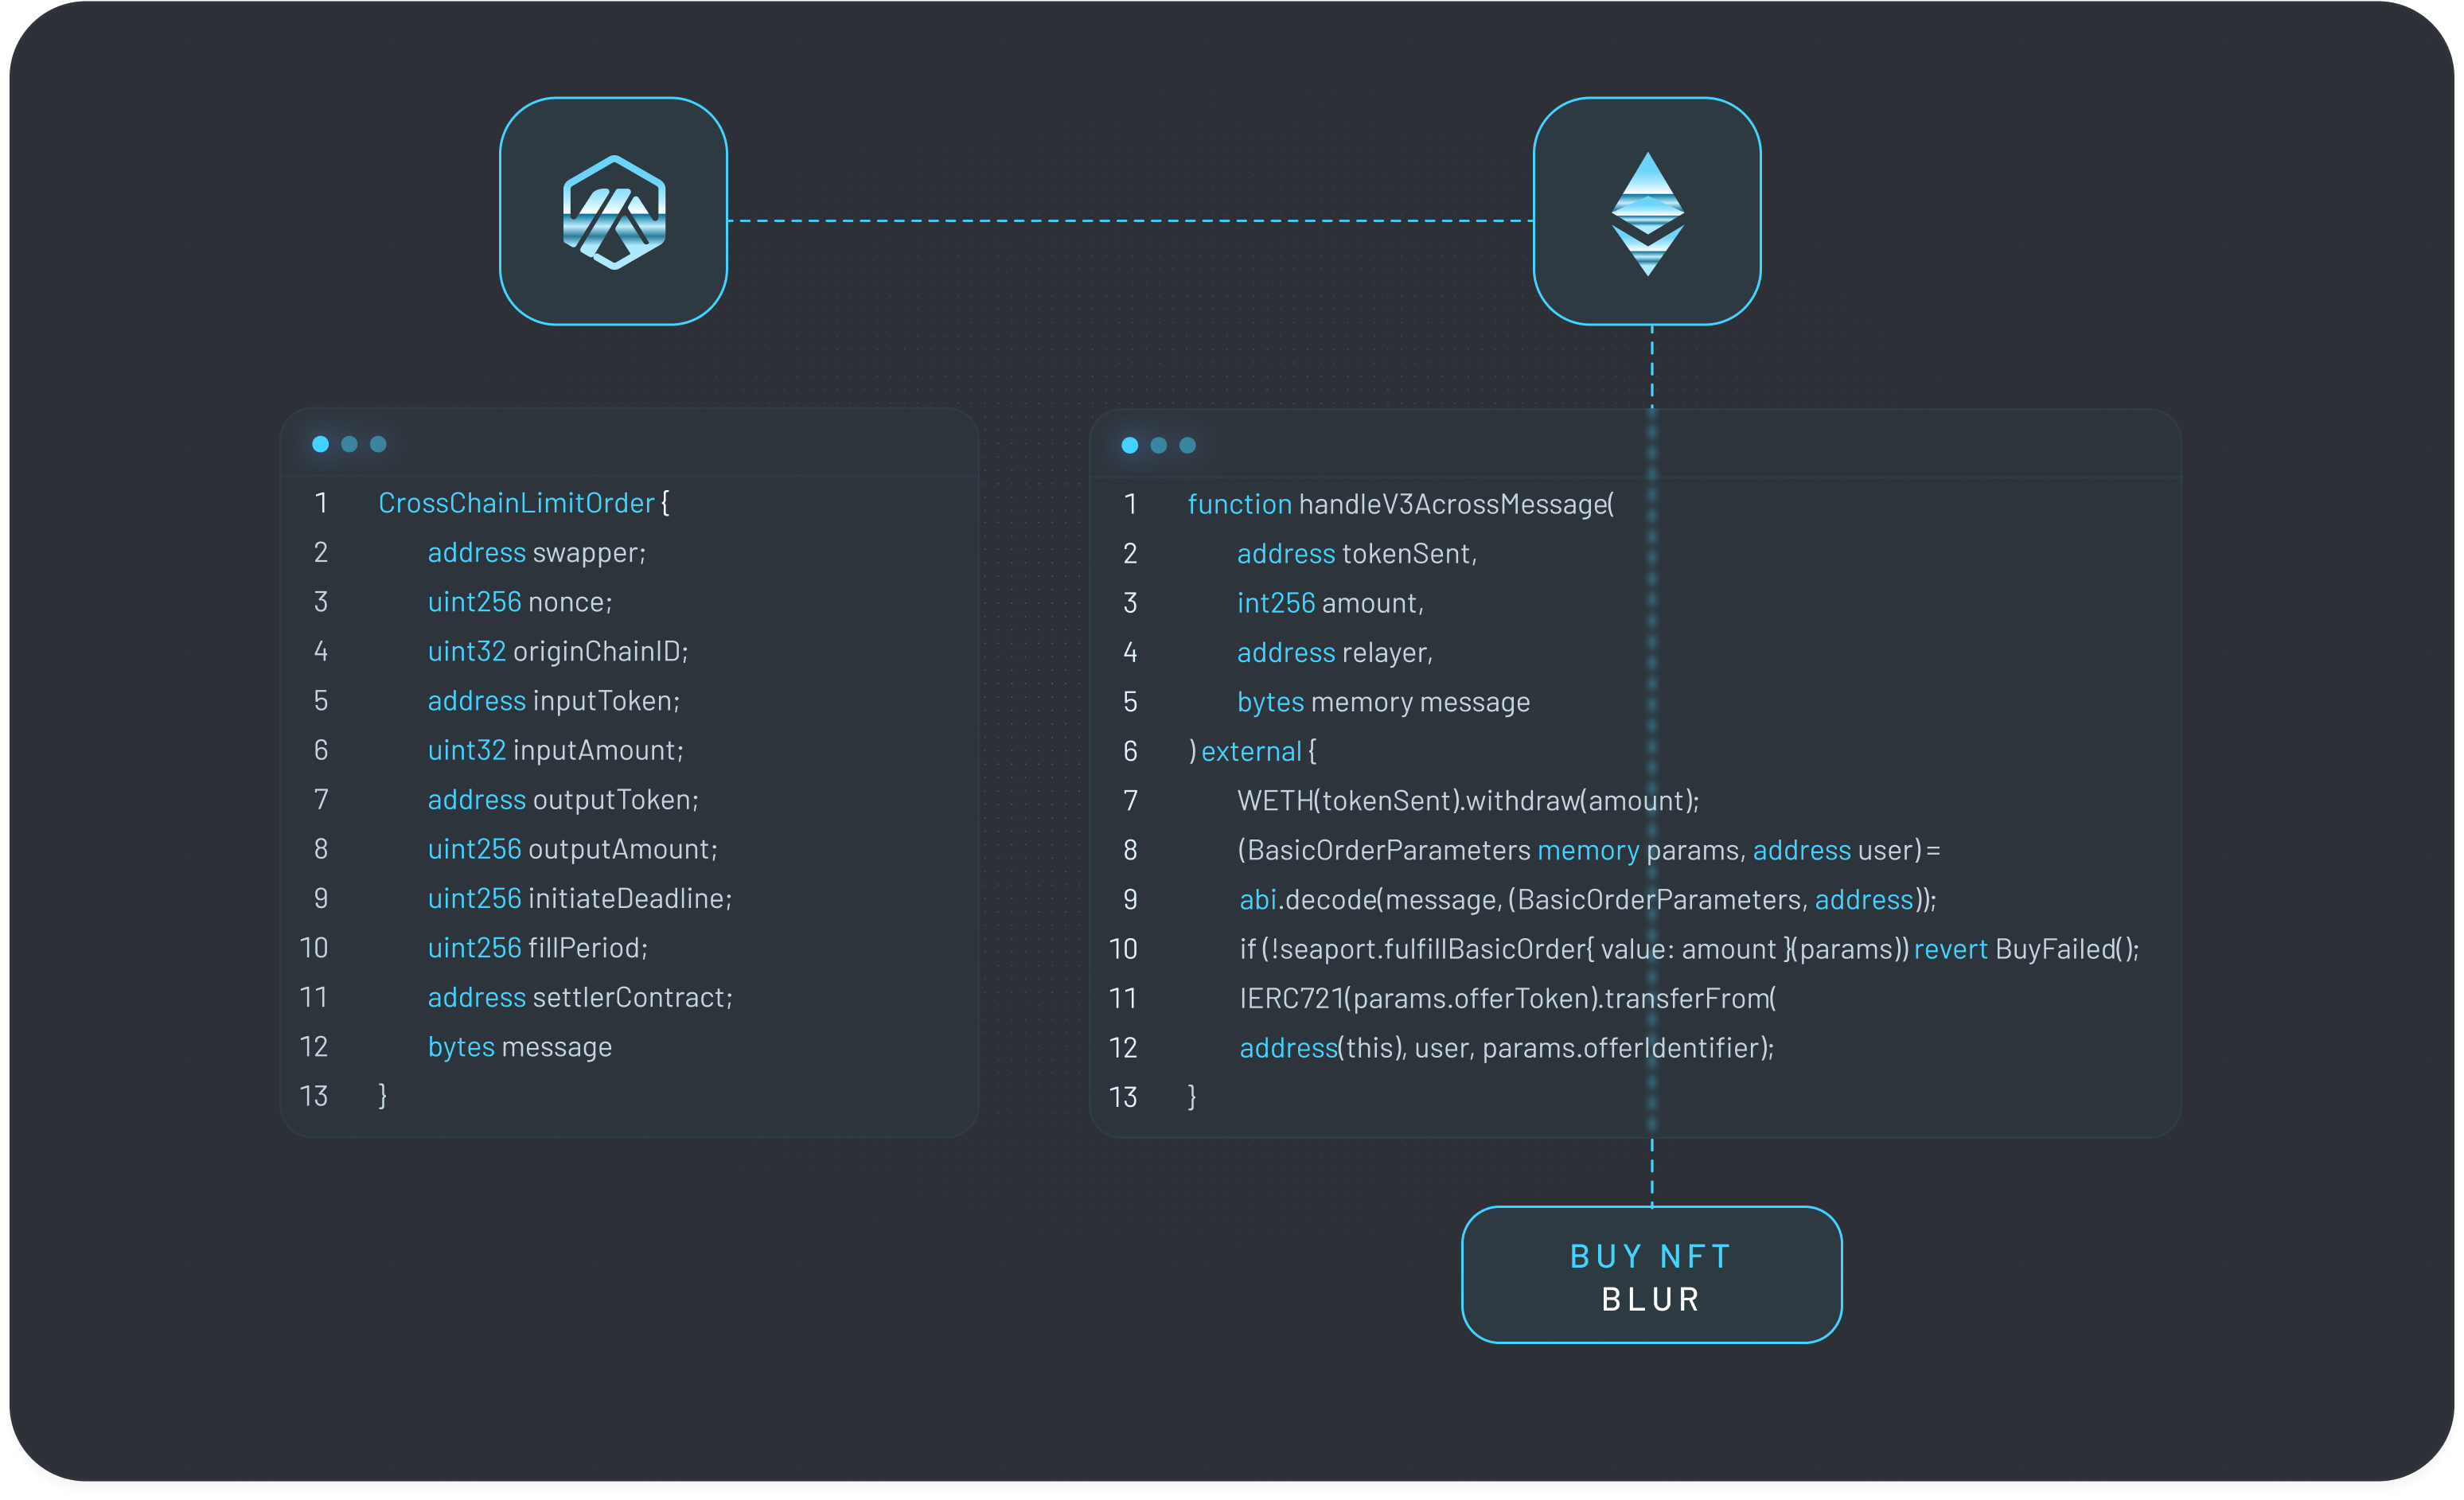 1 CrossChainLimitOrder {
2 address swapper;
3 uint256 nonce;
4 uint32 originChainID;
5 address inputToken;
6 uint32 inputAmount;
7 address outputToken;
8 uint256 outputAmount;
9 uint256 initiateDeadline;
10 uint256 fillPeriod;
11 address settlerContract;
12 bytes message
13 }
1 function handleV3AcrossMessage(
2 address tokenSent,
3 int256 amount,
4 address relayer,
5 bytes memory message
6 ) external {
7 WETH(tokenSent).withdraw(amount);
8 (BasicOrderParameters memory params, address user) =
9 abi.decode(message, (BasicOrderParameters, address));
10 if (!seaport.fulfillBasicOrder{ value: amount }(params)) revert BuyFailed();
11 IERC721(params.offerToken).transferFrom(
12 address(this), user, params.offerIdentifier);
13 }
BUY NFT
BLUR